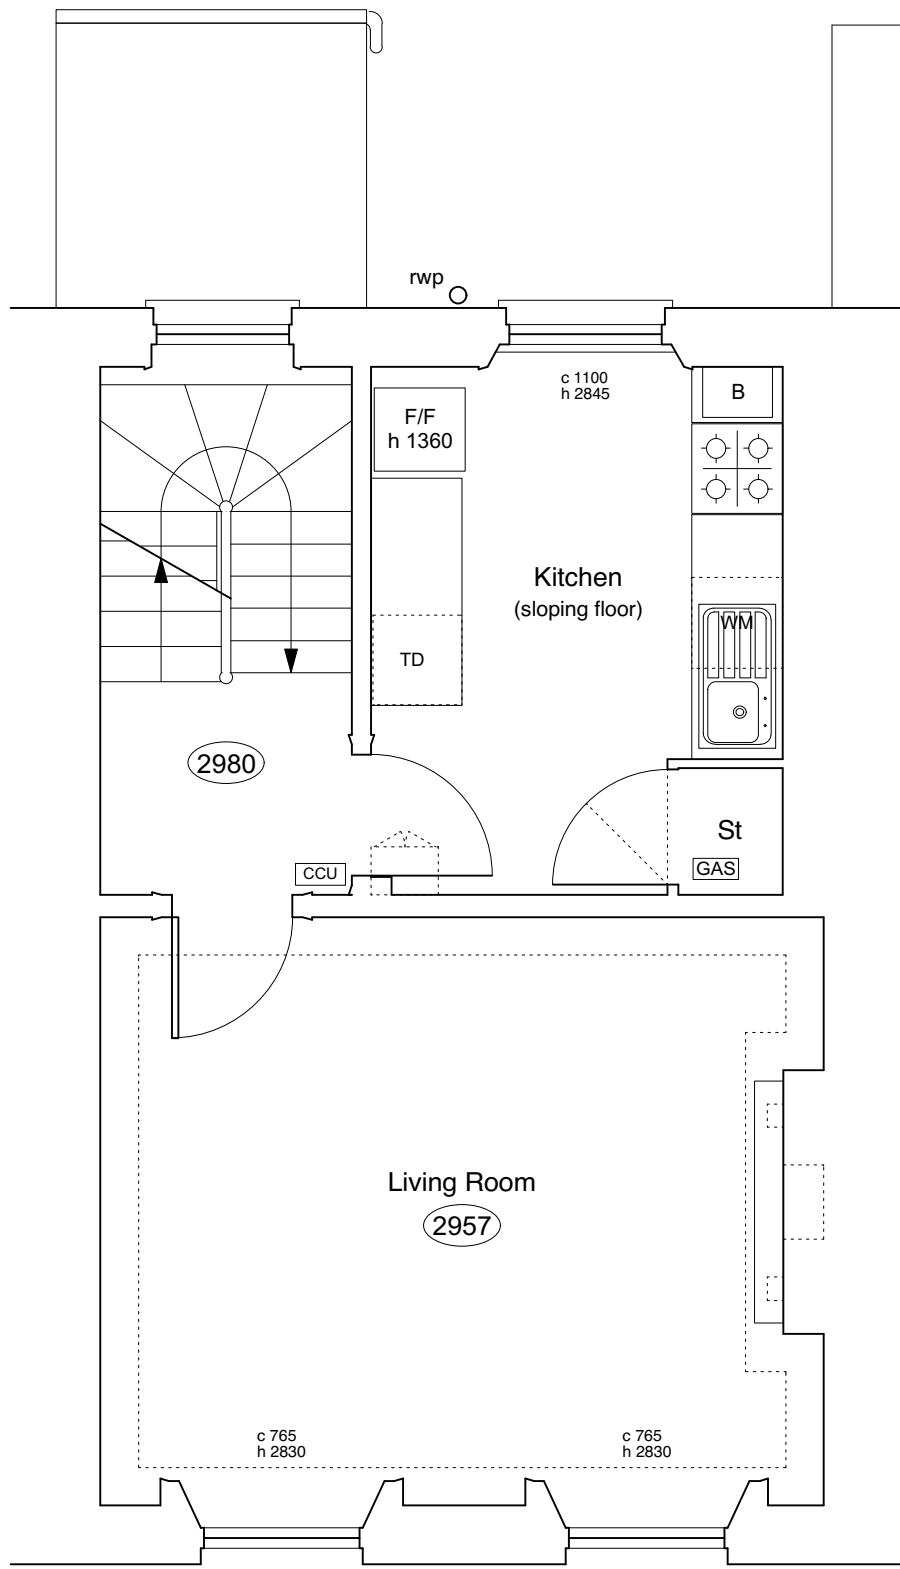 rwp
c 1100
h 2845
B
F/F
h 1360
Kitchen
(sloping floor)
WM
TD
2980
St
GAS
CCU
Living Room
2957
c 765
h 2830
c 765
h 2830